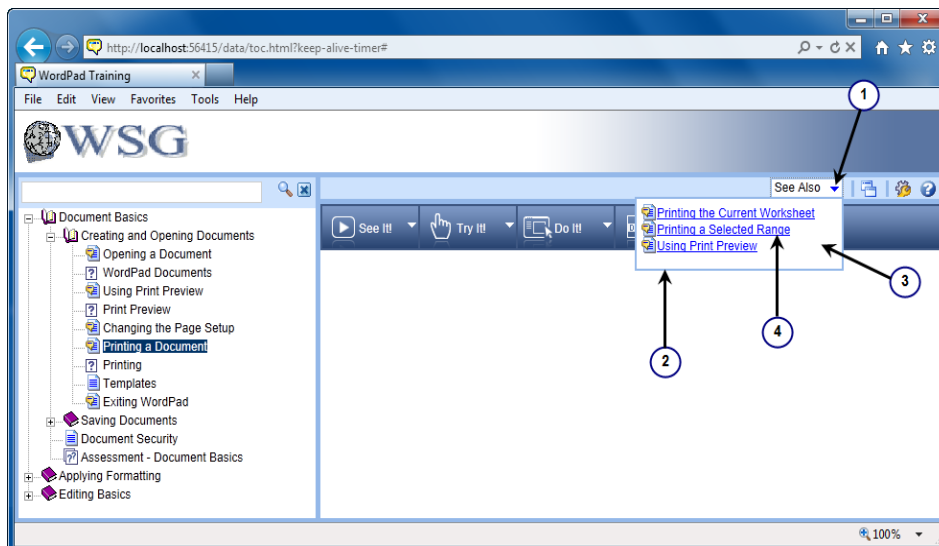 http://localhost:56415/data/toc.html?keep-alive-timer#
WordPad Training
File Edit View Favorites Tools Help
1
WSG
See Also
Document Basics
Creating and Opening Documents
Opening a Document
WordPad Documents
Using Print Preview
Print Preview
Changing the Page Setup
Printing a Document
Printing
Templates
Exiting WordPad
Saving Documents
Document Security
Assessment - Document Basics
Applying Formatting
Editing Basics
See It! Try It! Do It! D
Printing the Current Worksheet
Printing a Selected Range
Using Print Preview
3
4
2
100%